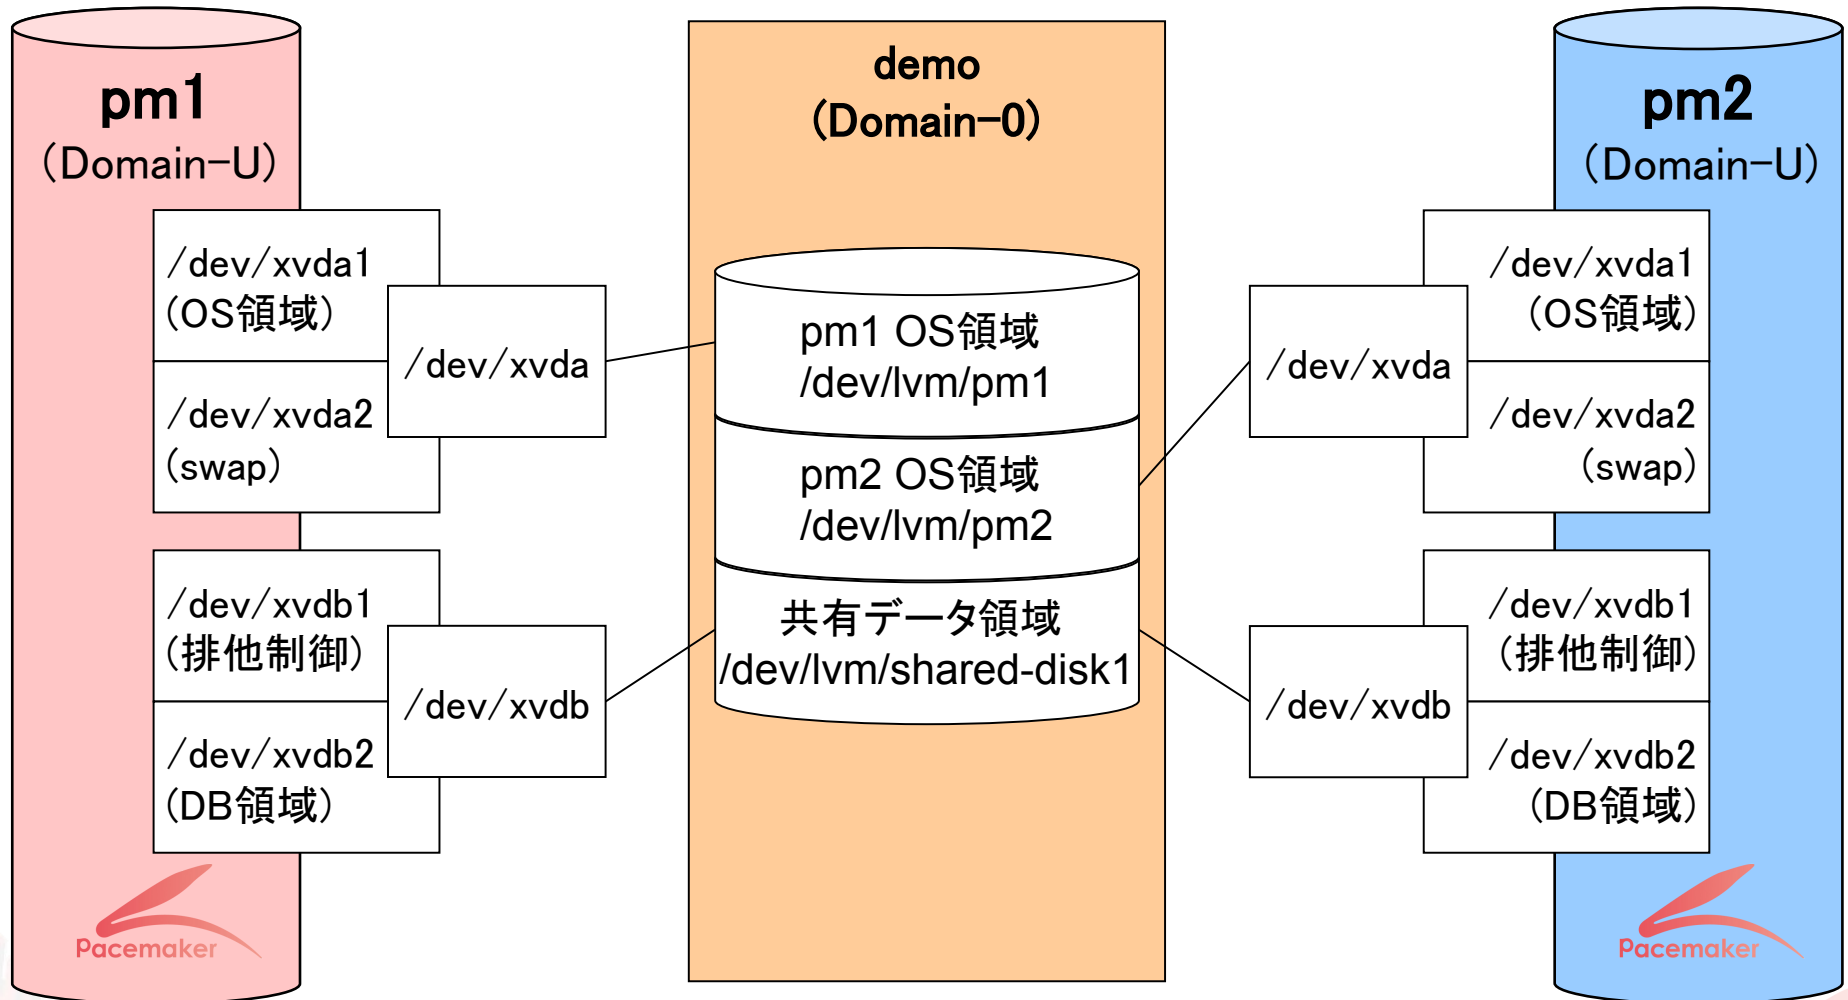 pm1
（Domain-U）
/dev/xvda1
(OS領域)
/dev/xvda2
(swap)
/dev/xvda
/dev/xvdb1
(排他制御)
/dev/xvdb2
(DB領域)
/dev/xvdb
Pacemaker
demo
(Domain-0)
pm1 OS領域
/dev/lvm/pm1
pm2 OS領域
/dev/lvm/pm2
共有データ領域
/dev/lvm/shared-disk1
pm2
（Domain-U）
/dev/xvda1
(OS領域)
/dev/xvda2
(swap)
/dev/xvda
/dev/xvdb1
(排他制御)
/dev/xvdb2
(DB領域)
/dev/xvdb
Pacemaker